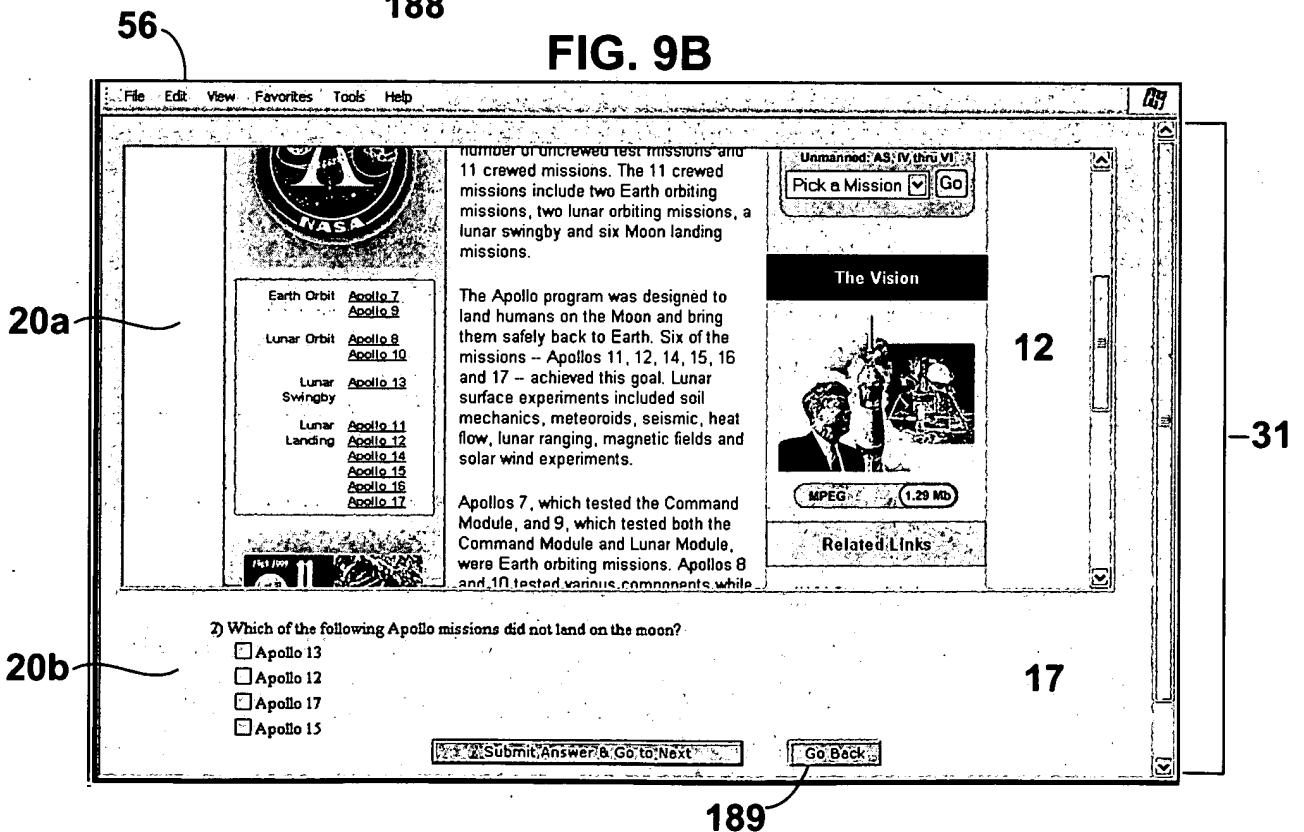 188
56
FIG. 9B
File Edit View Favorites Tools Help
NASA
Earth Orbit Apollo 7
Apollo 9
Lunar Orbit Apollo 8
Apollo 10
Lunar Apollo 13
Swingby
Lunar Apollo 11
Landing Apollo 12
Apollo 14
Apollo 15
Apollo 16
Apollo 17
11
number of uncrewed test missions and
11 crewed missions. The 11 crewed
missions include two Earth orbiting
missions, two lunar orbiting missions, a
lunar swingby and six Moon landing
missions.
The Apollo program was designed to
land humans on the Moon and bring
them safely back to Earth. Six of the
missions -- Apollos 11, 12, 14, 15, 16
and 17 -- achieved this goal. Lunar
surface experiments included soil
mechanics, meteoroids, seismic, heat
flow, lunar ranging, magnetic fields and
solar wind experiments.
Apollos 7, which tested the Command
Module, and 9, which tested both the
Command Module and Lunar Module,
were Earth orbiting missions. Apollos 8
and 10 tested various components while
Unmanned: AS, IV thru VI
Pick a Mission Go
The Vision
MPEG 1.29 Mb
Related Links
20a
12
31
2) Which of the following Apollo missions did not land on the moon?
Apollo 13
Apollo 12
Apollo 17
Apollo 15
20b
17
Submit Answer & Go to Next Go Back
189